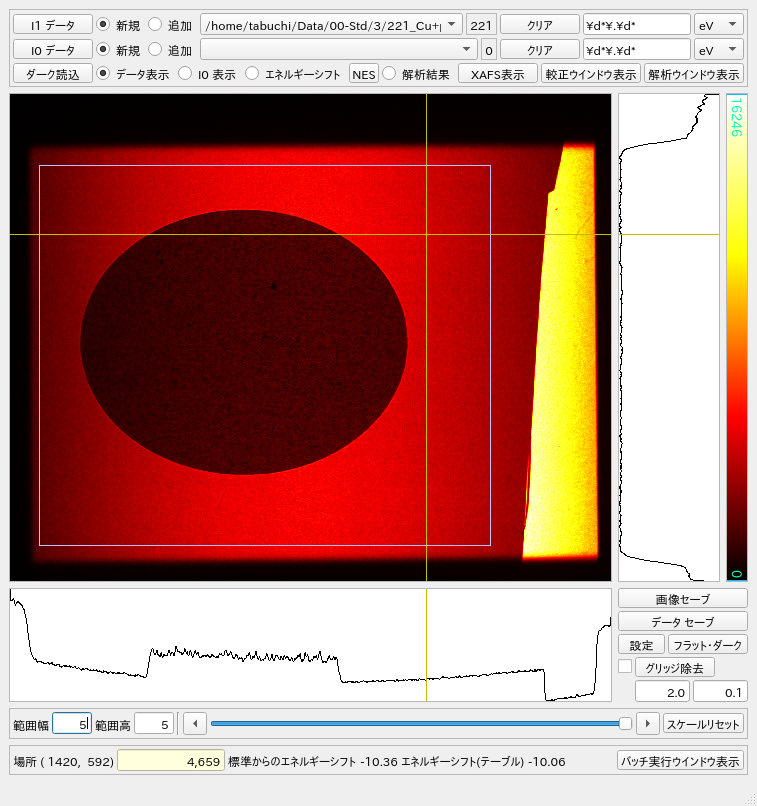 I1 データ 新規 追加 /home/tabuchi/Data/00-Std/3/221_Cu+ 221 クリア ¥d*¥.¥d* eV
I0 データ 新規 追加 0 クリア ¥d*¥.¥d* eV
ダーク読込 データ表示 I0 表示 エネルギーシフト NES 解析結果 XAFS表示 較正ウインドウ表示 解析ウィンドウ表示
16246
0
画像セーブ
データ セーブ
設定 フラット・ダーク
グリッジ除去
2.0 0.1
範囲幅 5 範囲高 5 スケールリセット
場所 ( 1420, 592) 4,659 標準からのエネルギーシフト -10.36 エネルギーシフト(テーブル) -10.06 バッチ実行ウインドウ表示